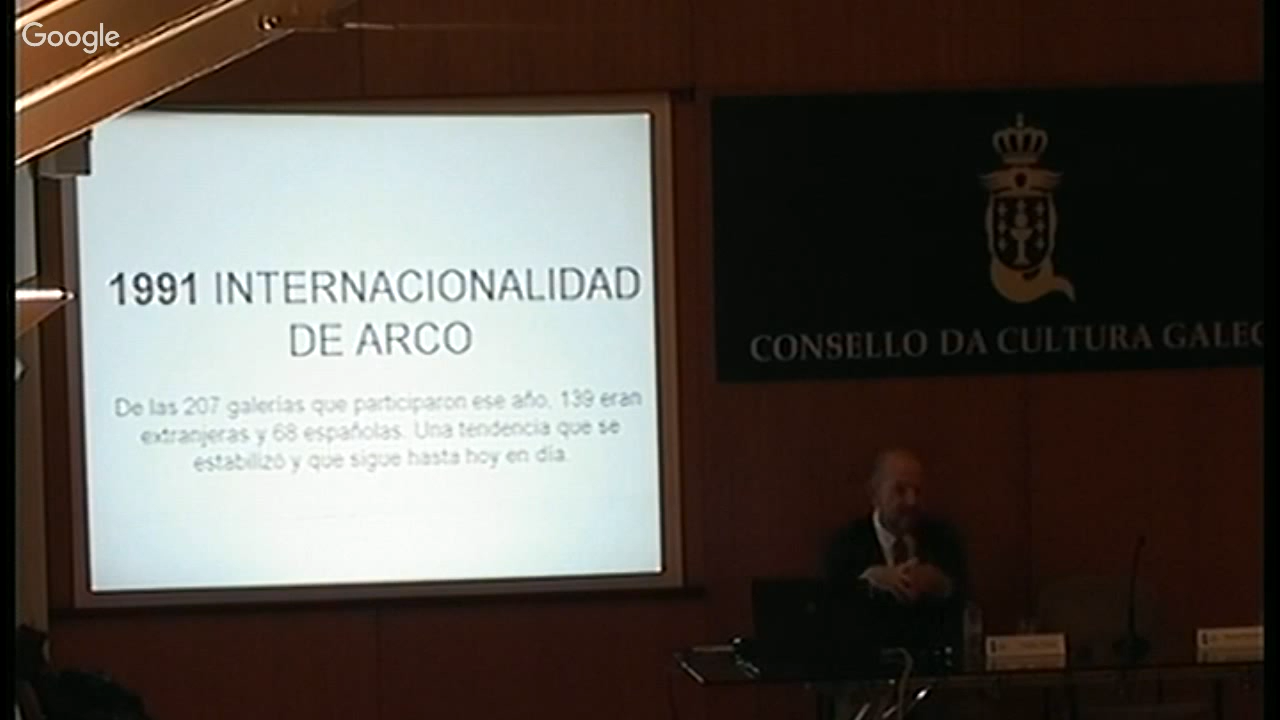 Google
1991 INTERNACIONALIDAD
DE ARCO
De las 207 galerías que participaron ese año, 139 eran
extranjeras y 68 españolas. Una tendencia que se
estabilizó y que sigue hasta hoy en día.
CONSELLO DA CULTURA GALEG